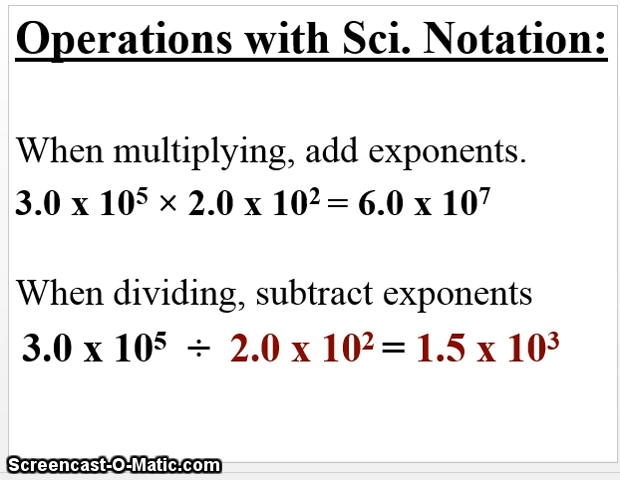 Operations with Sci. Notation:
When multiplying, add exponents.
3.0 x 10⁵ × 2.0 x 10² = 6.0 x 10⁷
When dividing, subtract exponents
3.0 x 10⁵ ÷ 2.0 x 10² = 1.5 x 10³
Screencast-O-Matic.com